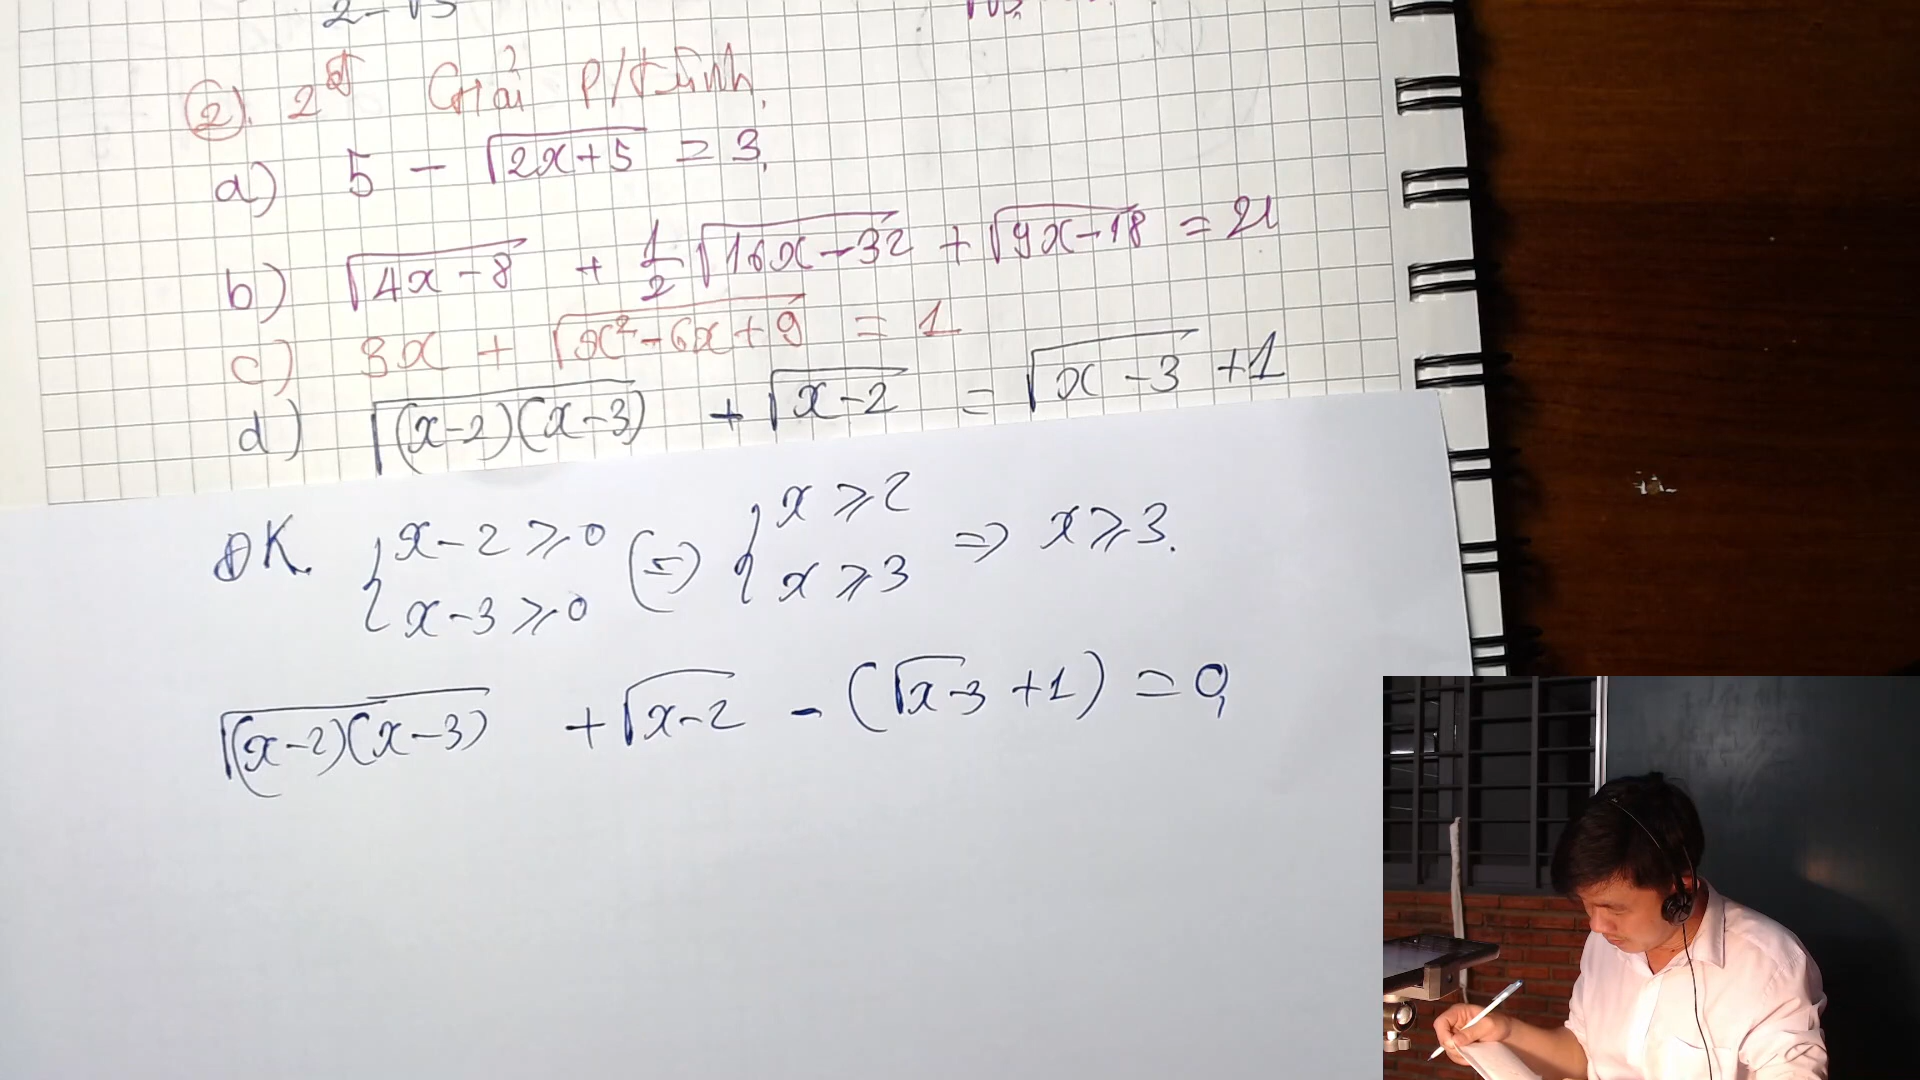 2-√3
②. 2đ Giải p/trình.
a) 5 - √(2x+5) = 3.
b) √(4x-8) + 1/2 √(16x-32) + √(9x-18) = 21
c) 3x + √(x²-6x+9) = 1
d) √((x-2)(x-3)) + √(x-2) = √(x-3) + 1
ĐK. { x-2 ⩾ 0 ; x-3 ⩾ 0 (=) { x ⩾ 2 ; x ⩾ 3 => x ⩾ 3.
√((x-2)(x-3)) + √(x-2) - (√(x-3) + 1) = 0,